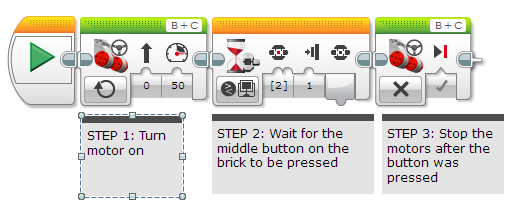 B + C
B + C
0
50
[2]
1
STEP 1: Turn
motor on
STEP 2: Wait for the
middle button on the
brick to be pressed
STEP 3: Stop the
motors after the
button was
pressed